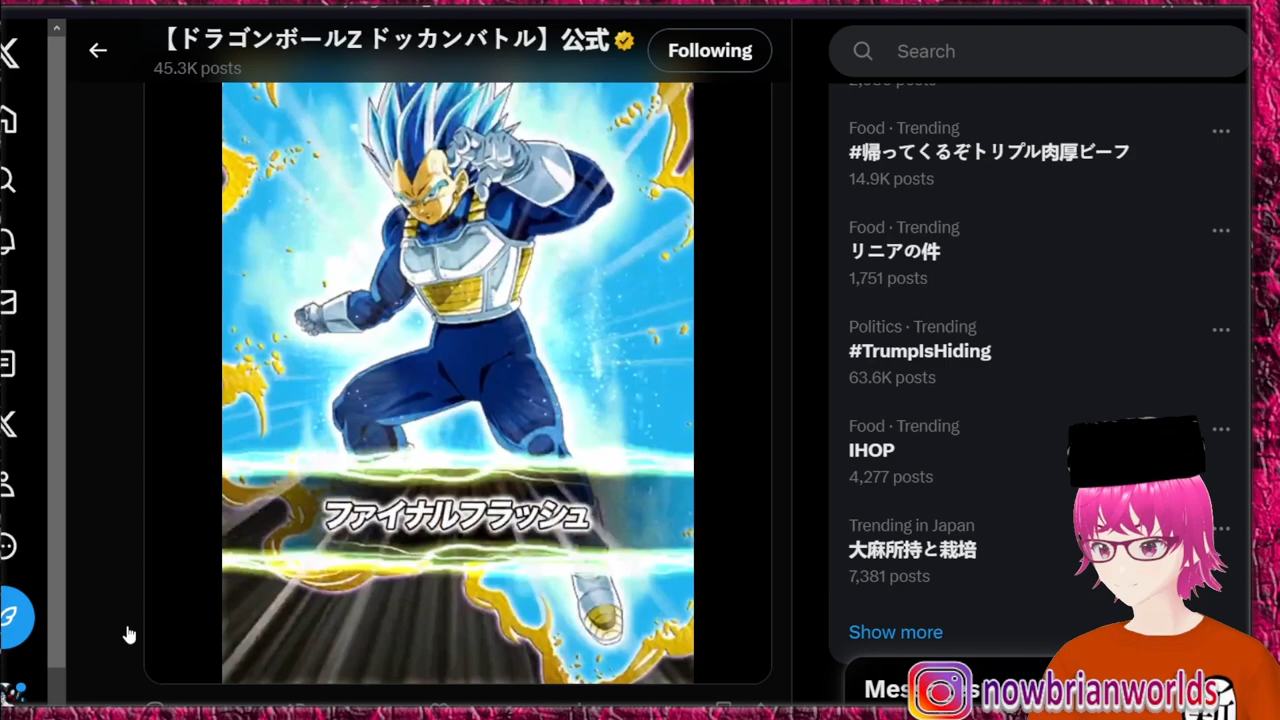 【ドラゴンボールZ ドッカンバトル】公式
45.3K posts
Following
ファイナルフラッシュ
Search
Food · Trending
#帰ってくるぞトリプル肉厚ビーフ
14.9K posts
Food · Trending
リニアの件
1,751 posts
Politics · Trending
#TrumpIsHiding
63.6K posts
Food · Trending
IHOP
4,277 posts
Trending in Japan
大麻所持と栽培
7,381 posts
Show more
nowbrianworlds